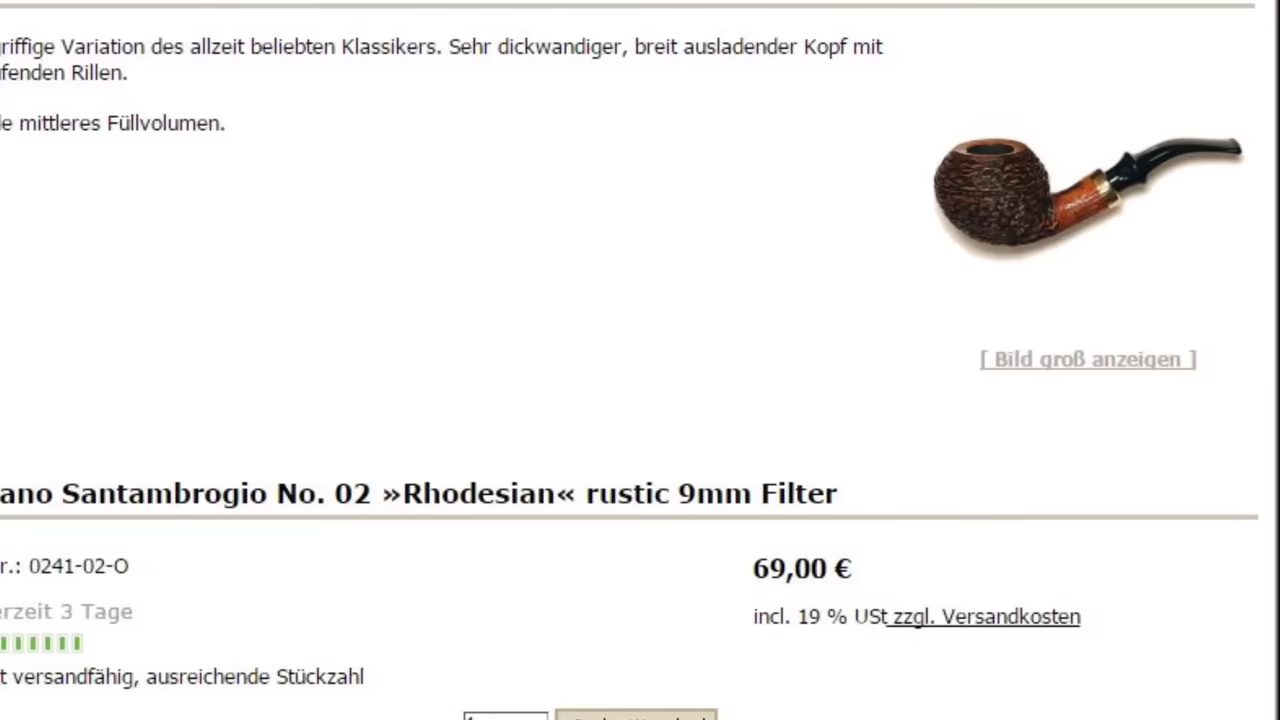 griffige Variation des allzeit beliebten Klassikers. Sehr dickwandiger, breit ausladender Kopf mit
fenden Rillen.
mittleres Füllvolumen.
[ Bild groß anzeigen ]
ano Santambrogio No. 02 »Rhodesian« rustic 9mm Filter
r.: 0241-02-O
69,00 €
erzeit 3 Tage
incl. 19 % USt zzgl. Versandkosten
t versandfähig, ausreichende Stückzahl